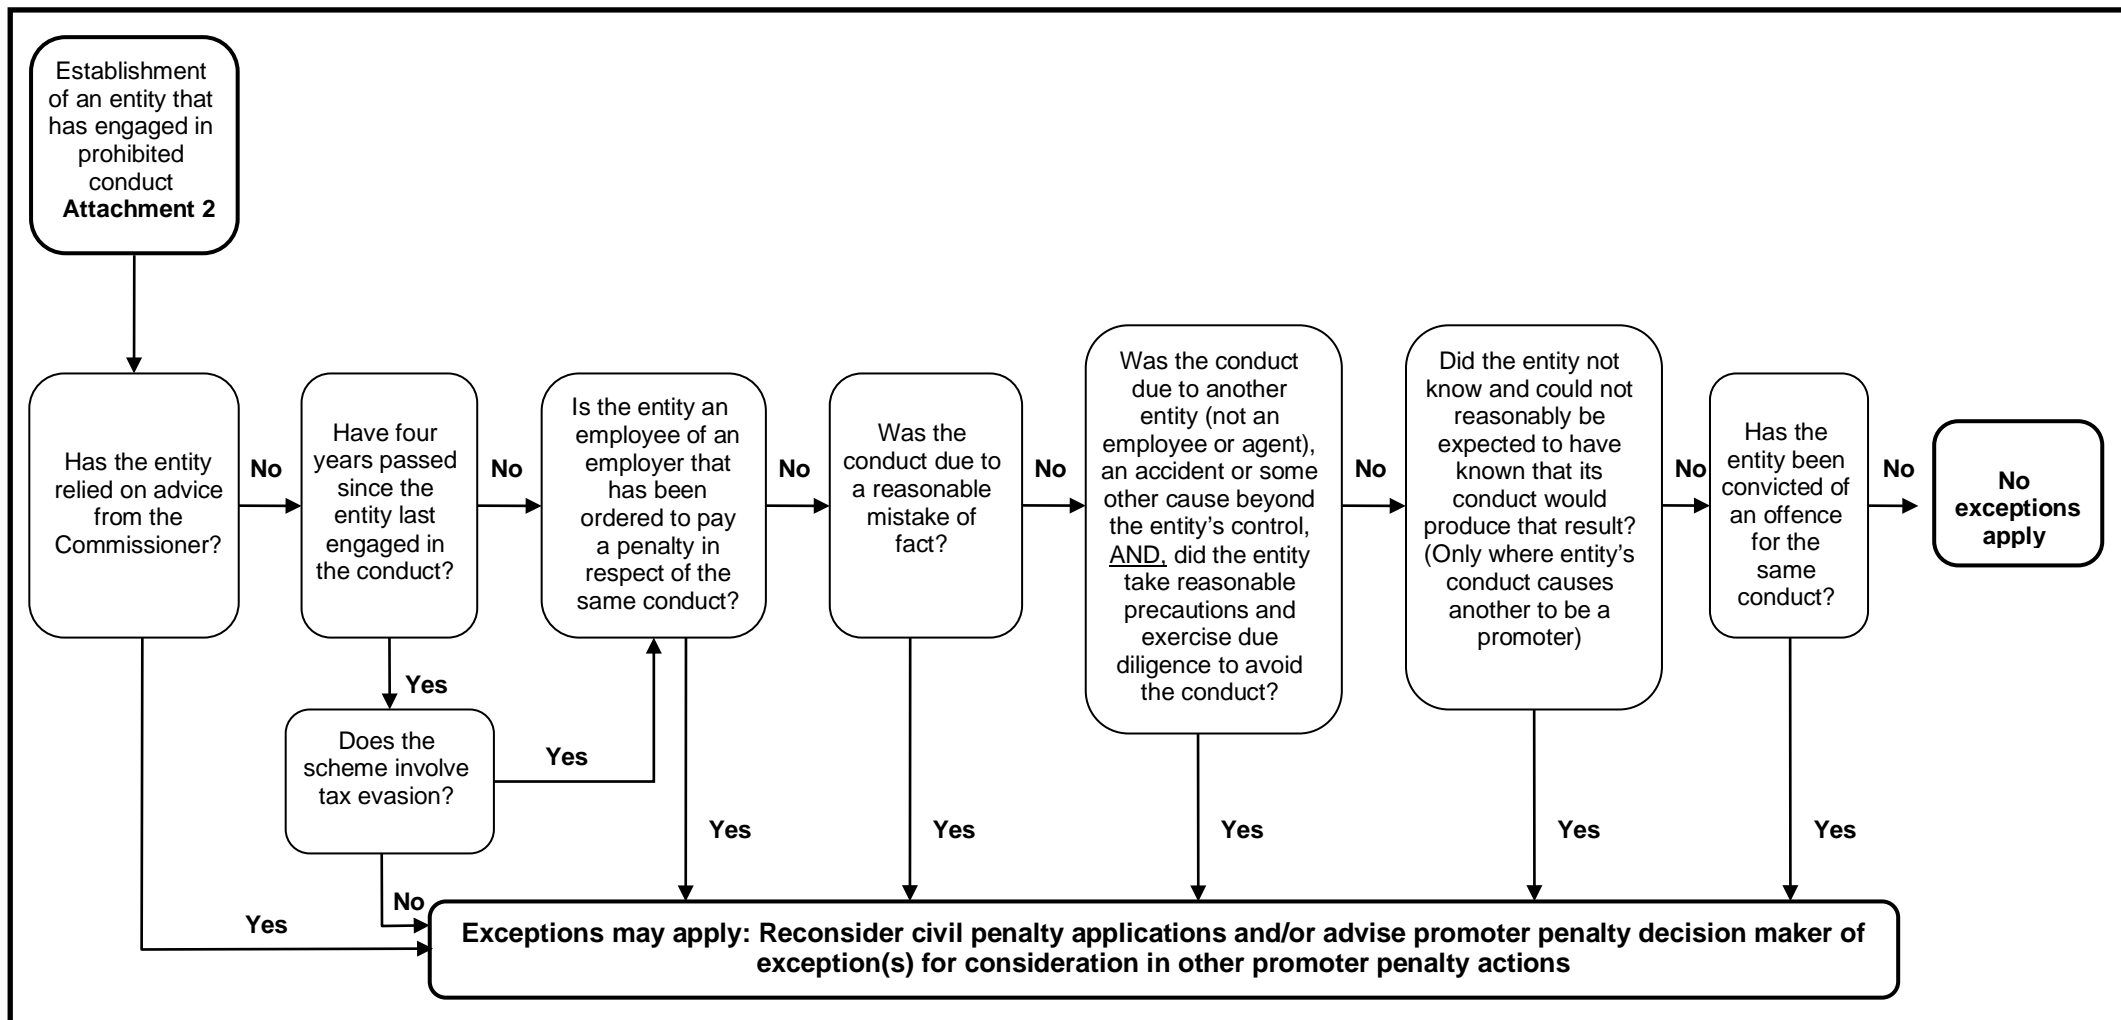 Establishment
of an entity that
has engaged in
prohibited
conduct
Attachment 2
Has the entity
relied on advice
from the
Commissioner?
No
Have four
years passed
since the
entity last
engaged in
the conduct?
No
Is the entity an
employee of an
employer that
has been
ordered to pay
a penalty in
respect of the
same conduct?
No
Was the
conduct due to
a reasonable
mistake of
fact?
No
Was the conduct
due to another
entity (not an
employee or agent),
an accident or some
other cause beyond
the entity’s control,
AND, did the entity
take reasonable
precautions and
exercise due
diligence to avoid
the conduct?
No
Did the entity not
know and could not
reasonably be
expected to have
known that its
conduct would
produce that result?
(Only where entity’s
conduct causes
another to be a
promoter)
No
Has the
entity been
convicted of
an offence
for the
same
conduct?
No
No
exceptions
apply
Yes
Does the
scheme involve
tax evasion?
Yes
Yes
Yes
Yes
Yes
Yes
No
Yes
Exceptions may apply: Reconsider civil penalty applications and/or advise promoter penalty decision maker of
exception(s) for consideration in other promoter penalty actions